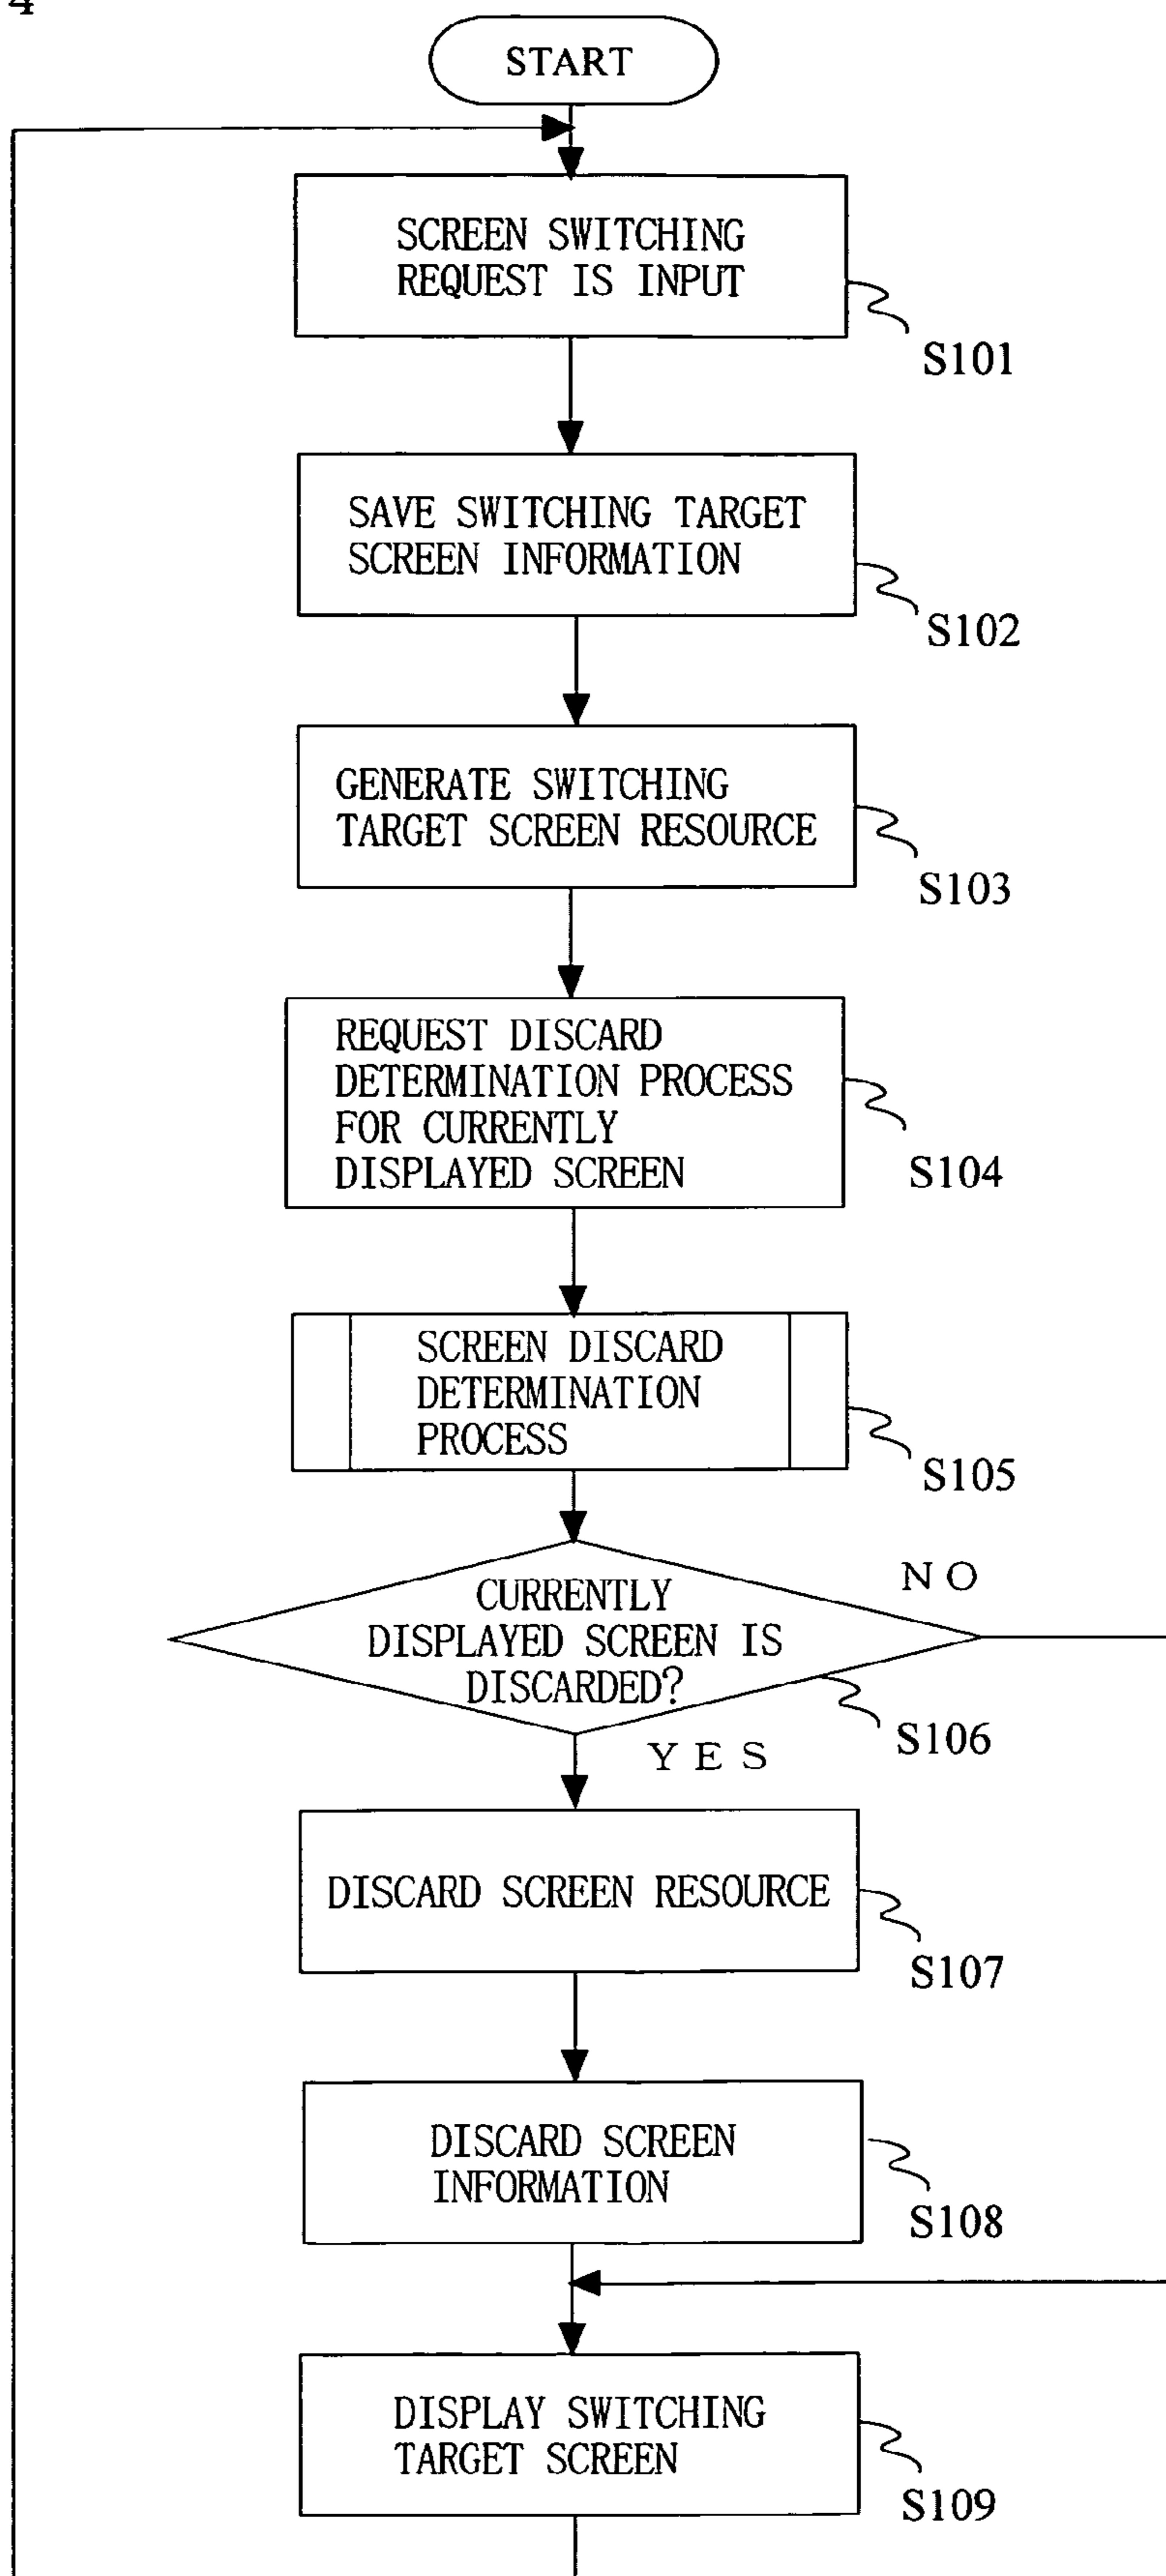 4
START
SCREEN SWITCHING
REQUEST IS INPUT
S101
SAVE SWITCHING TARGET
SCREEN INFORMATION
S102
GENERATE SWITCHING
TARGET SCREEN RESOURCE
S103
REQUEST DISCARD
DETERMINATION PROCESS
FOR CURRENTLY
DISPLAYED SCREEN
S104
SCREEN DISCARD
DETERMINATION
PROCESS
S105
NO
CURRENTLY
DISPLAYED SCREEN IS
DISCARDED?
S106
YES
DISCARD SCREEN RESOURCE
S107
DISCARD SCREEN
INFORMATION
S108
DISPLAY SWITCHING
TARGET SCREEN
S109